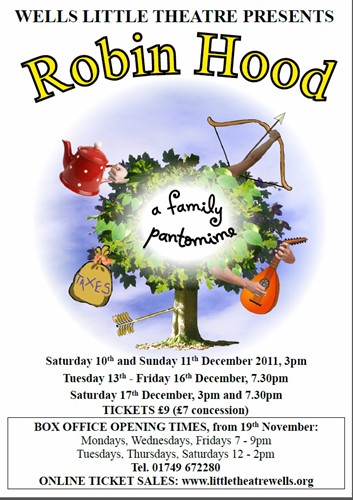 WELLS LITTLE THEATRE PRESENTS
Robin Hood
a family
pantomime
TAXES
Saturday 10th and Sunday 11th December 2011, 3pm
Tuesday 13th - Friday 16th December, 7.30pm
Saturday 17th December, 3pm and 7.30pm
TICKETS £9 (£7 concession)
BOX OFFICE OPENING TIMES, from 19th November:
Mondays, Wednesdays, Fridays 7 - 9pm
Tuesdays, Thursdays, Saturdays 12 - 2pm
Tel. 01749 672280
ONLINE TICKET SALES: www.littletheatrewells.org